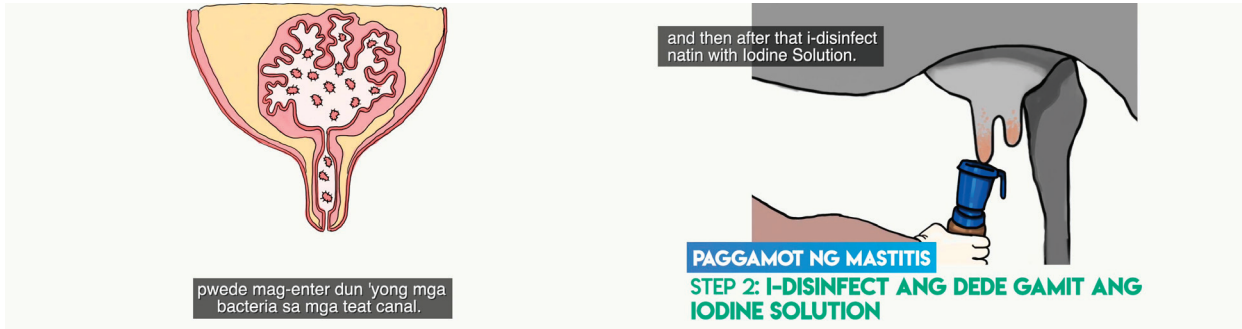 pwede mag-enter dun 'yong mga
bacteria sa mga teat canal.
and then after that i-disinfect
natin with Iodine Solution.
PAGGAMOT NG MASTITIS
STEP 2: I-DISINFECT ANG DEDE GAMIT ANG
IODINE SOLUTION